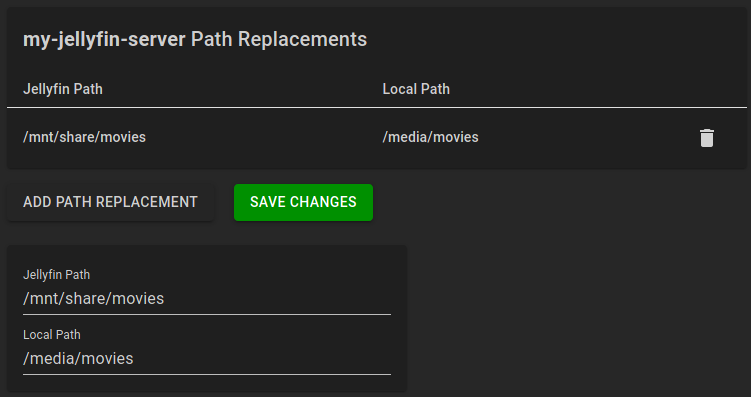 my-jellyfin-server Path Replacements
Jellyfin Path Local Path
/mnt/share/movies /media/movies
ADD PATH REPLACEMENT SAVE CHANGES
Jellyfin Path
/mnt/share/movies
Local Path
/media/movies